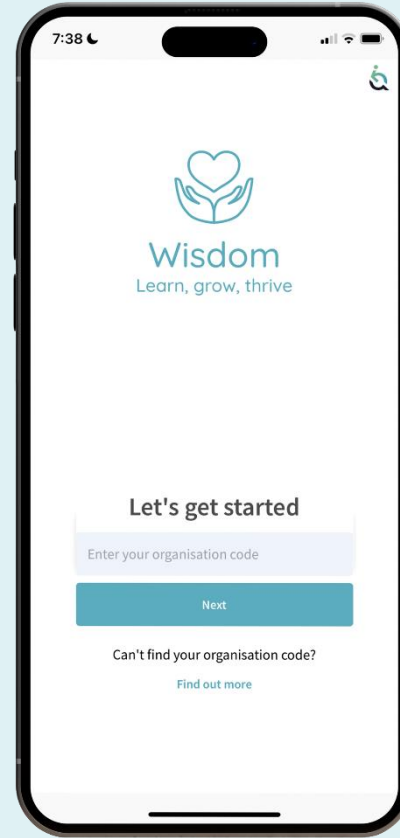 7:38
Wisdom
Learn, grow, thrive
Let's get started
Enter your organisation code
Next
Can't find your organisation code?
Find out more